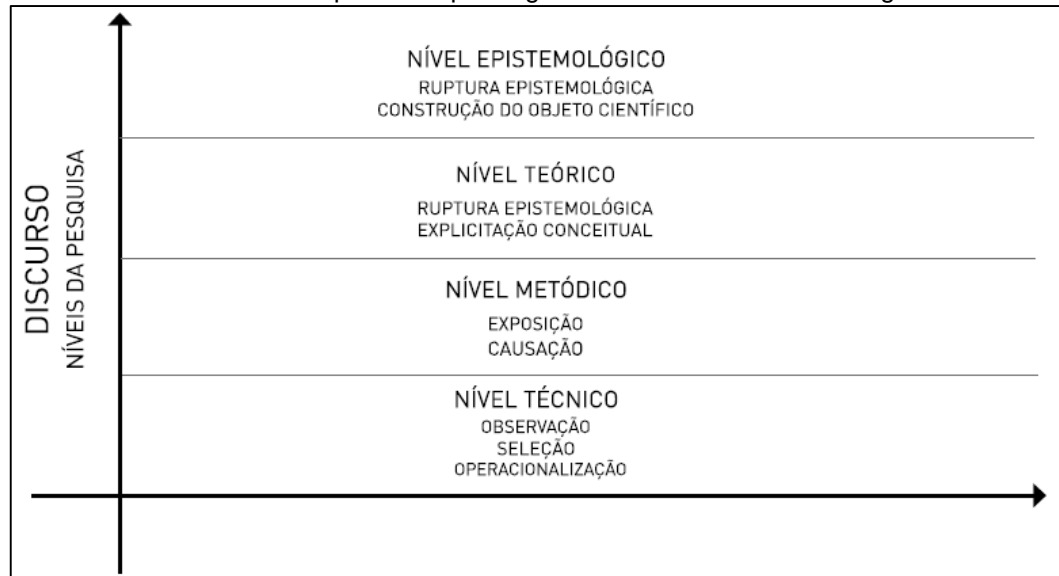 NÍVEL EPISTEMOLÓGICO
RUPTURA EPISTEMOLÓGICA
CONSTRUÇÃO DO OBJETO CIENTÍFICO
NÍVEL TEÓRICO
RUPTURA EPISTEMOLÓGICA
EXPLICITAÇÃO CONCEITUAL
NÍVEL METÓDICO
EXPOSIÇÃO
CAUSAÇÃO
NÍVEL TÉCNICO
OBSERVAÇÃO
SELEÇÃO
OPERACIONALIZAÇÃO
DISCURSO
NÍVEIS DA PESQUISA